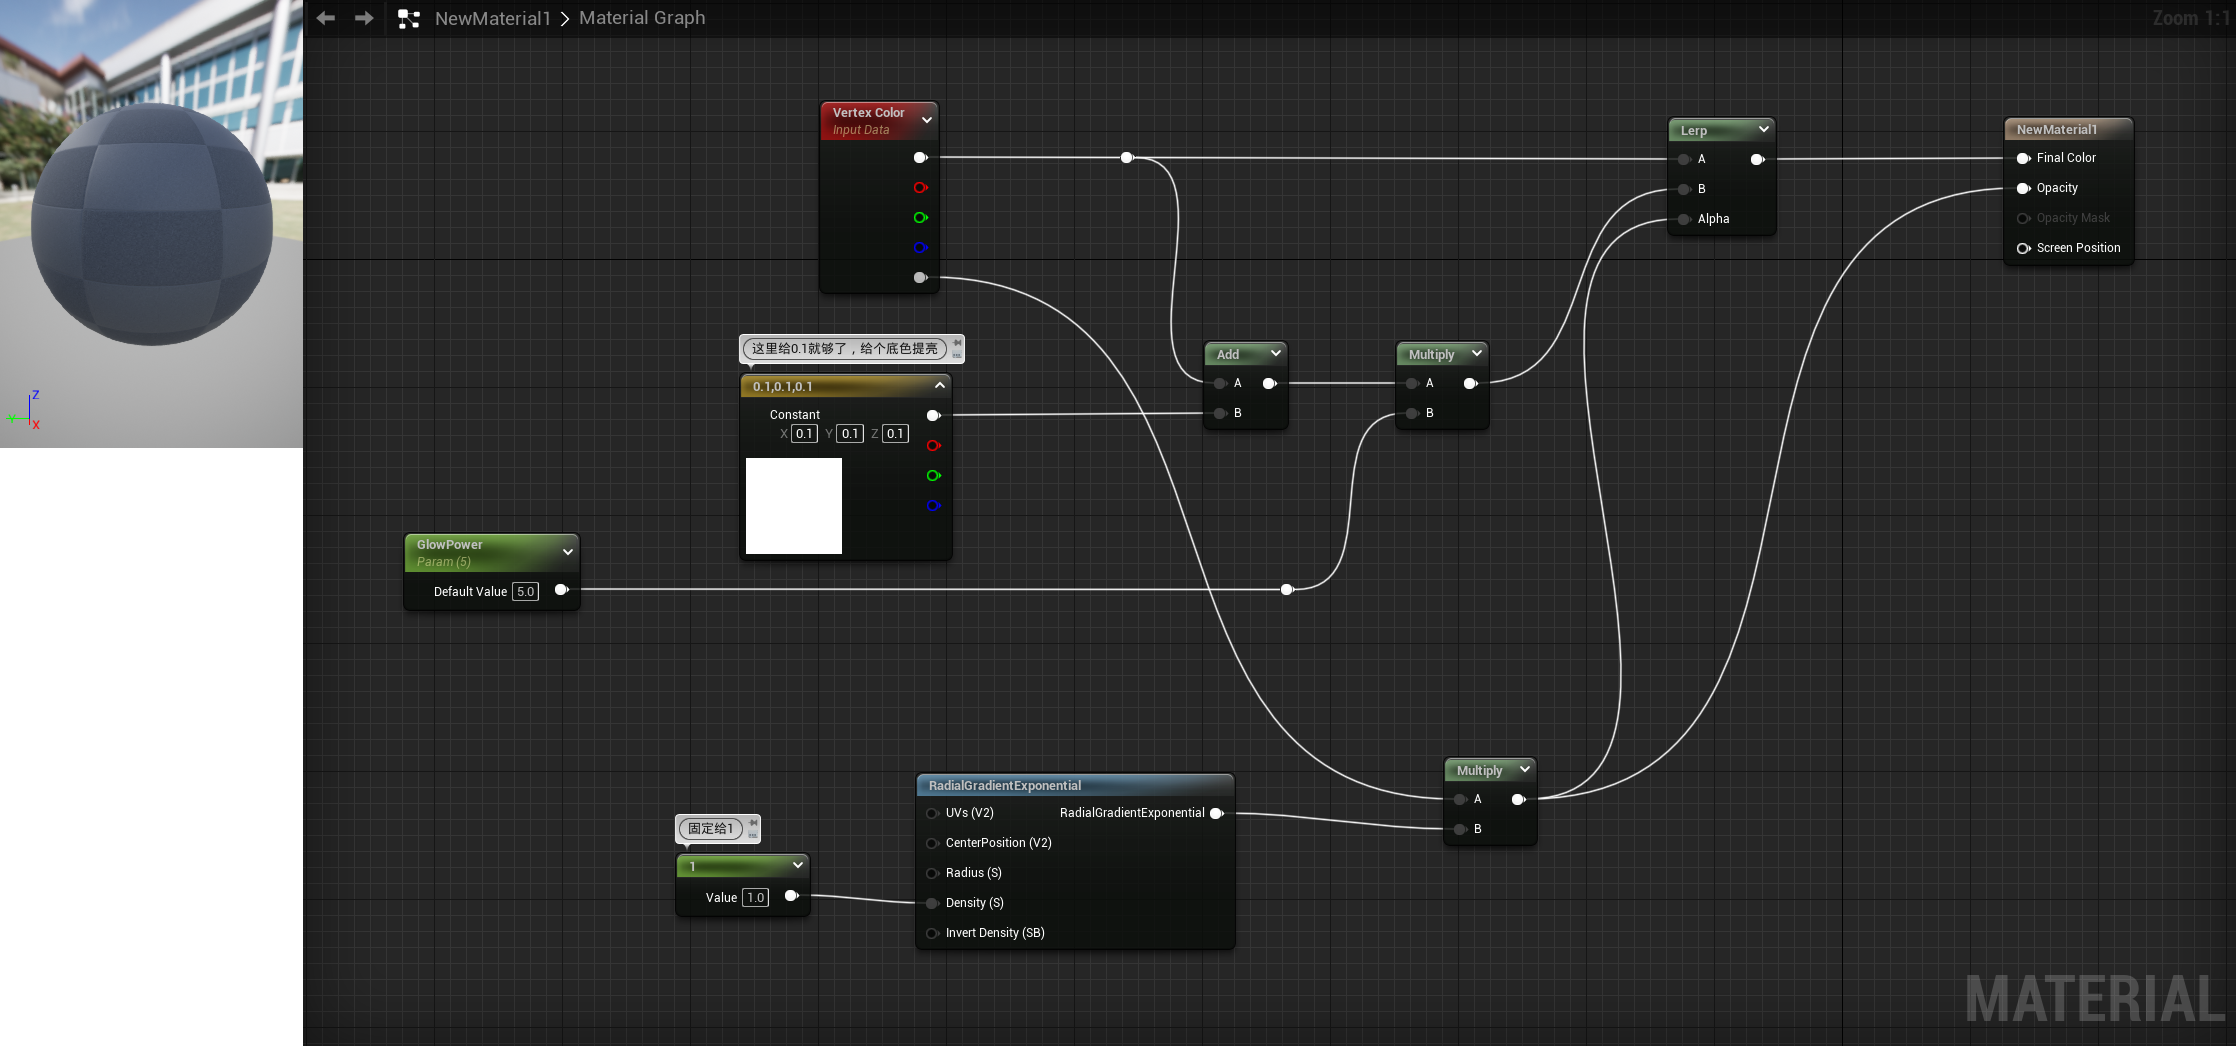 NewMaterial1 > Material Graph
Zoom 1:1
Vertex Color
Input Data
Lerp
A
B
Alpha
NewMaterial1
Final Color
Opacity
Opacity Mask
Screen Position
这里给0.1就够了，给个底色提亮
0.1,0.1,0.1
Constant
X 0.1 Y 0.1 Z 0.1
Add
A
B
Multiply
A
B
Z
Y
X
GlowPower
Param (5)
Default Value 5.0
固定给1
1
Value 1.0
RadialGradientExponential
UVs (V2)
RadialGradientExponential
CenterPosition (V2)
Radius (S)
Density (S)
Invert Density (SB)
Multiply
A
B
MATERIAL